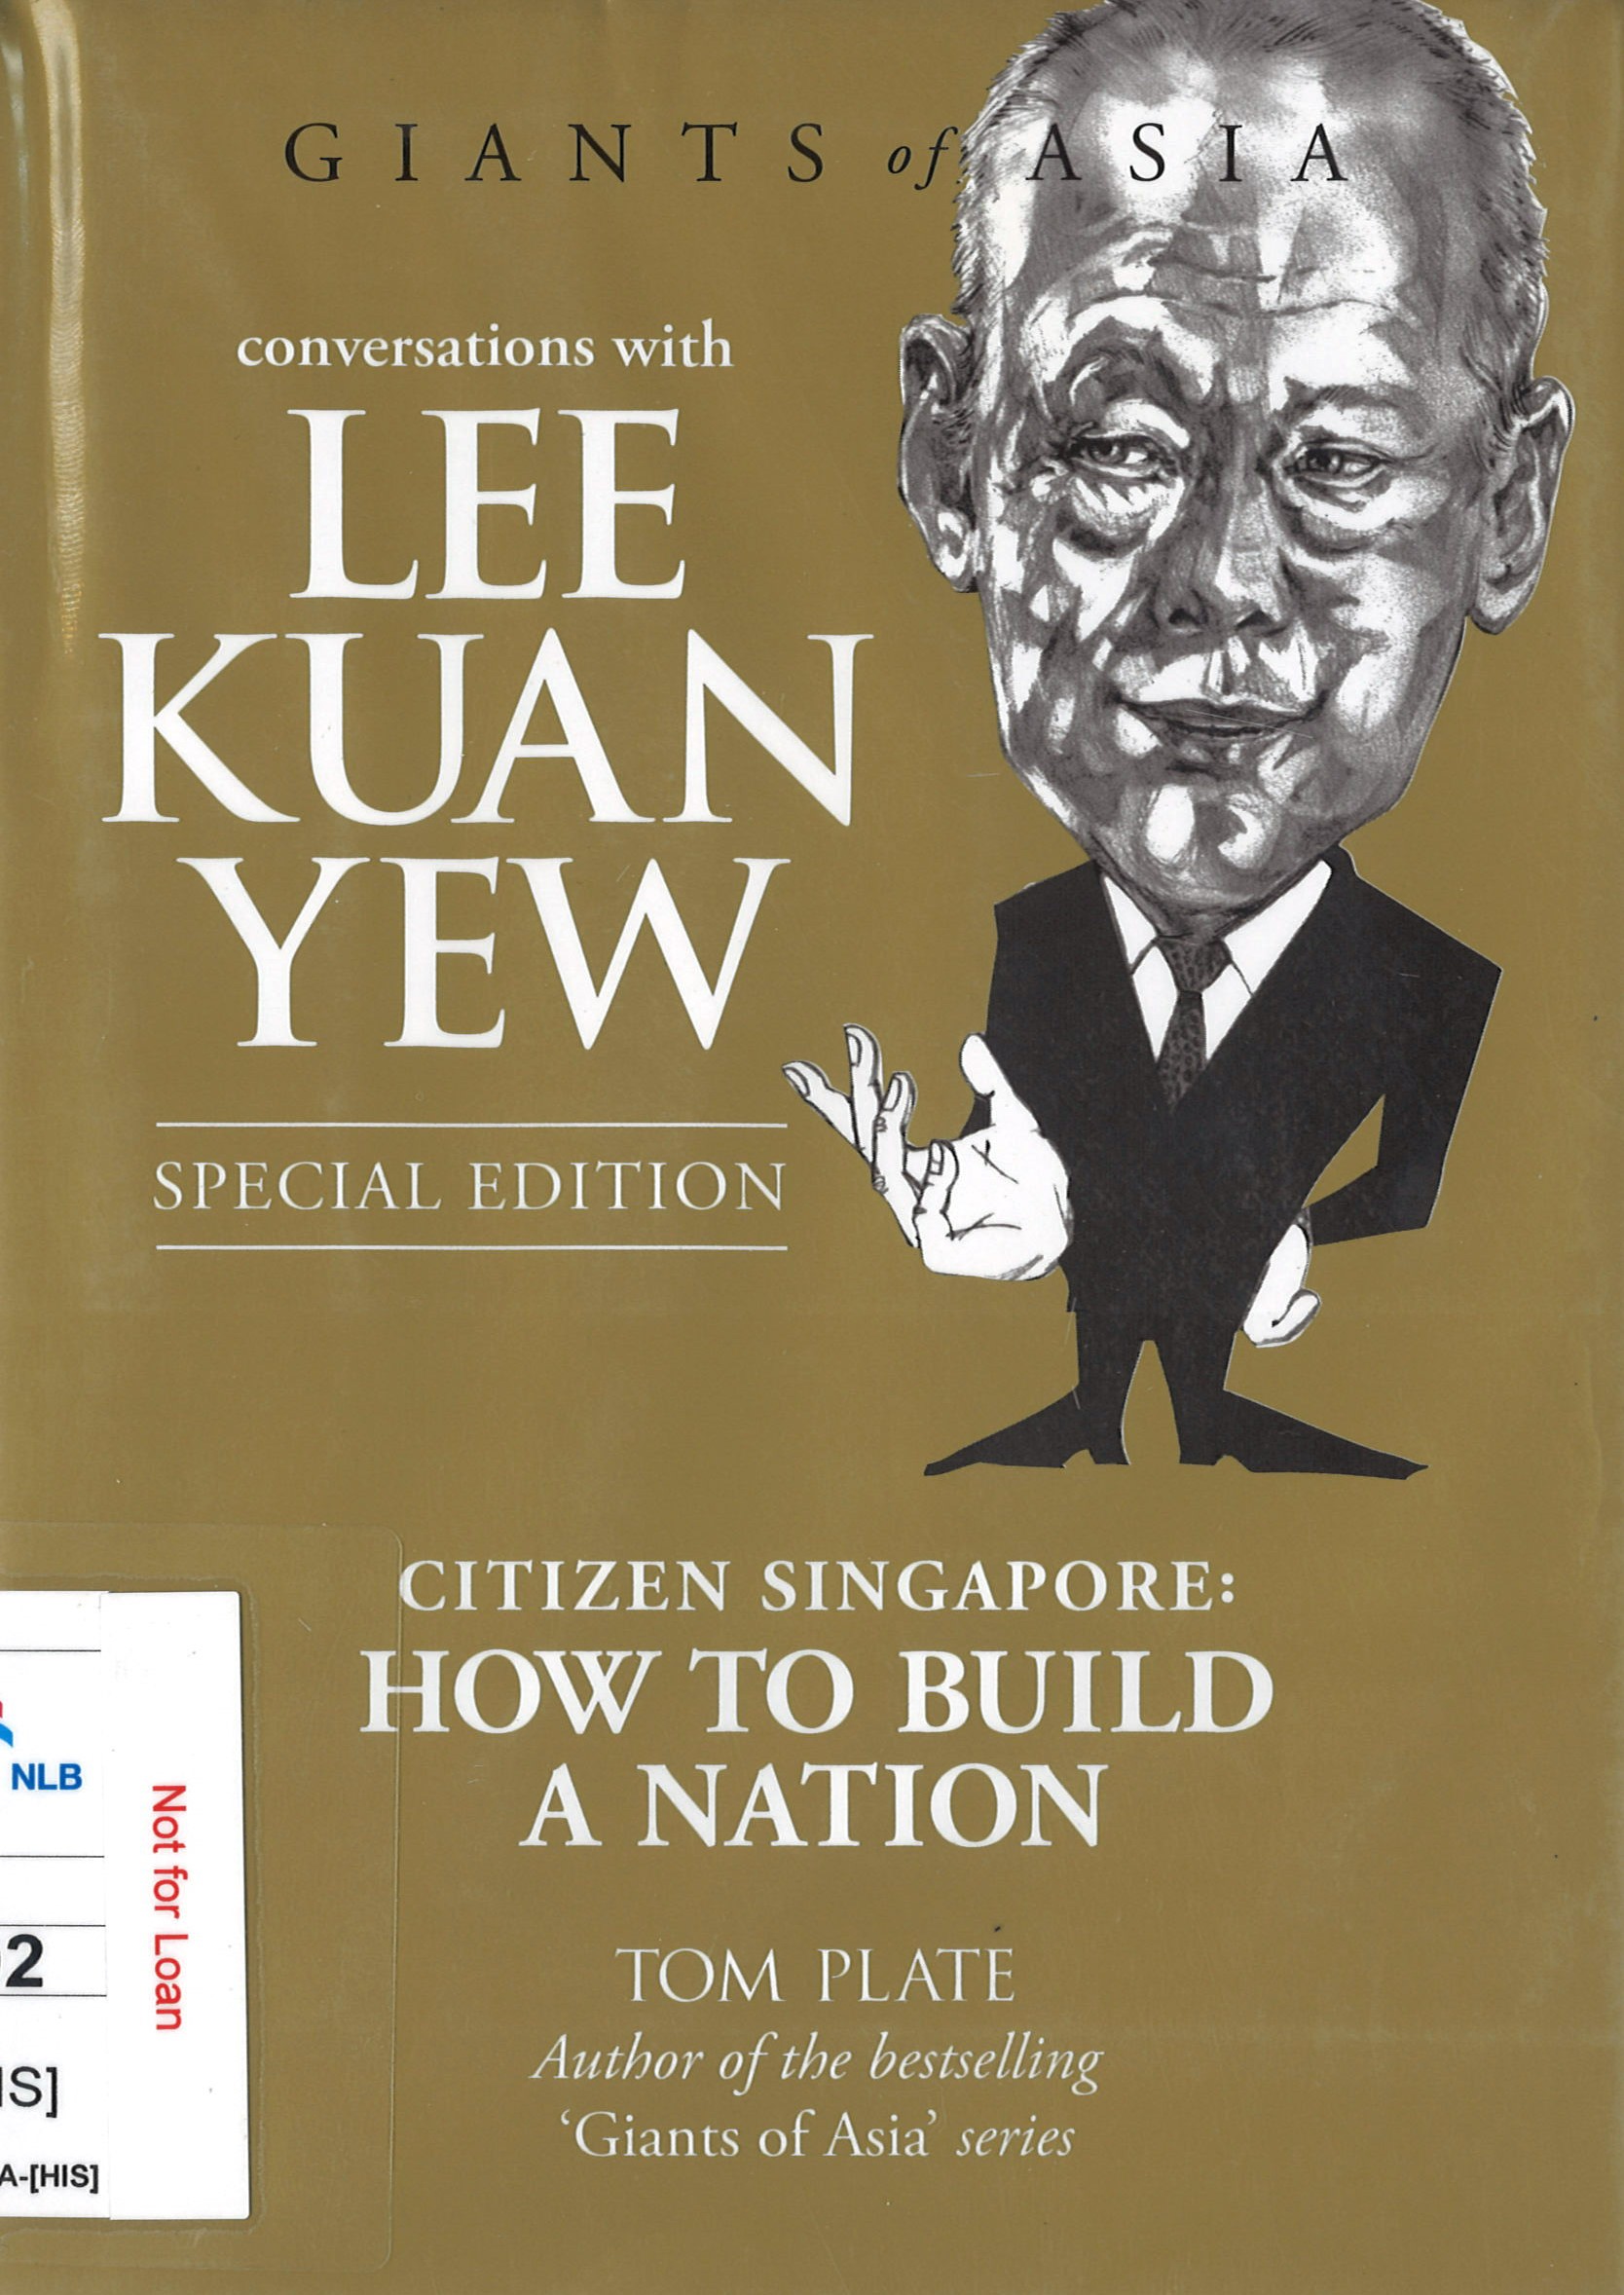 GIANTS of ASIA
conversations with
LEE
KUAN
YEW
SPECIAL EDITION
CITIZEN SINGAPORE:
HOW TO BUILD
A NATION
TOM PLATE
Author of the bestselling
‘Giants of Asia’ series
NLB
Not for Loan
2
IS]
A-[HIS]